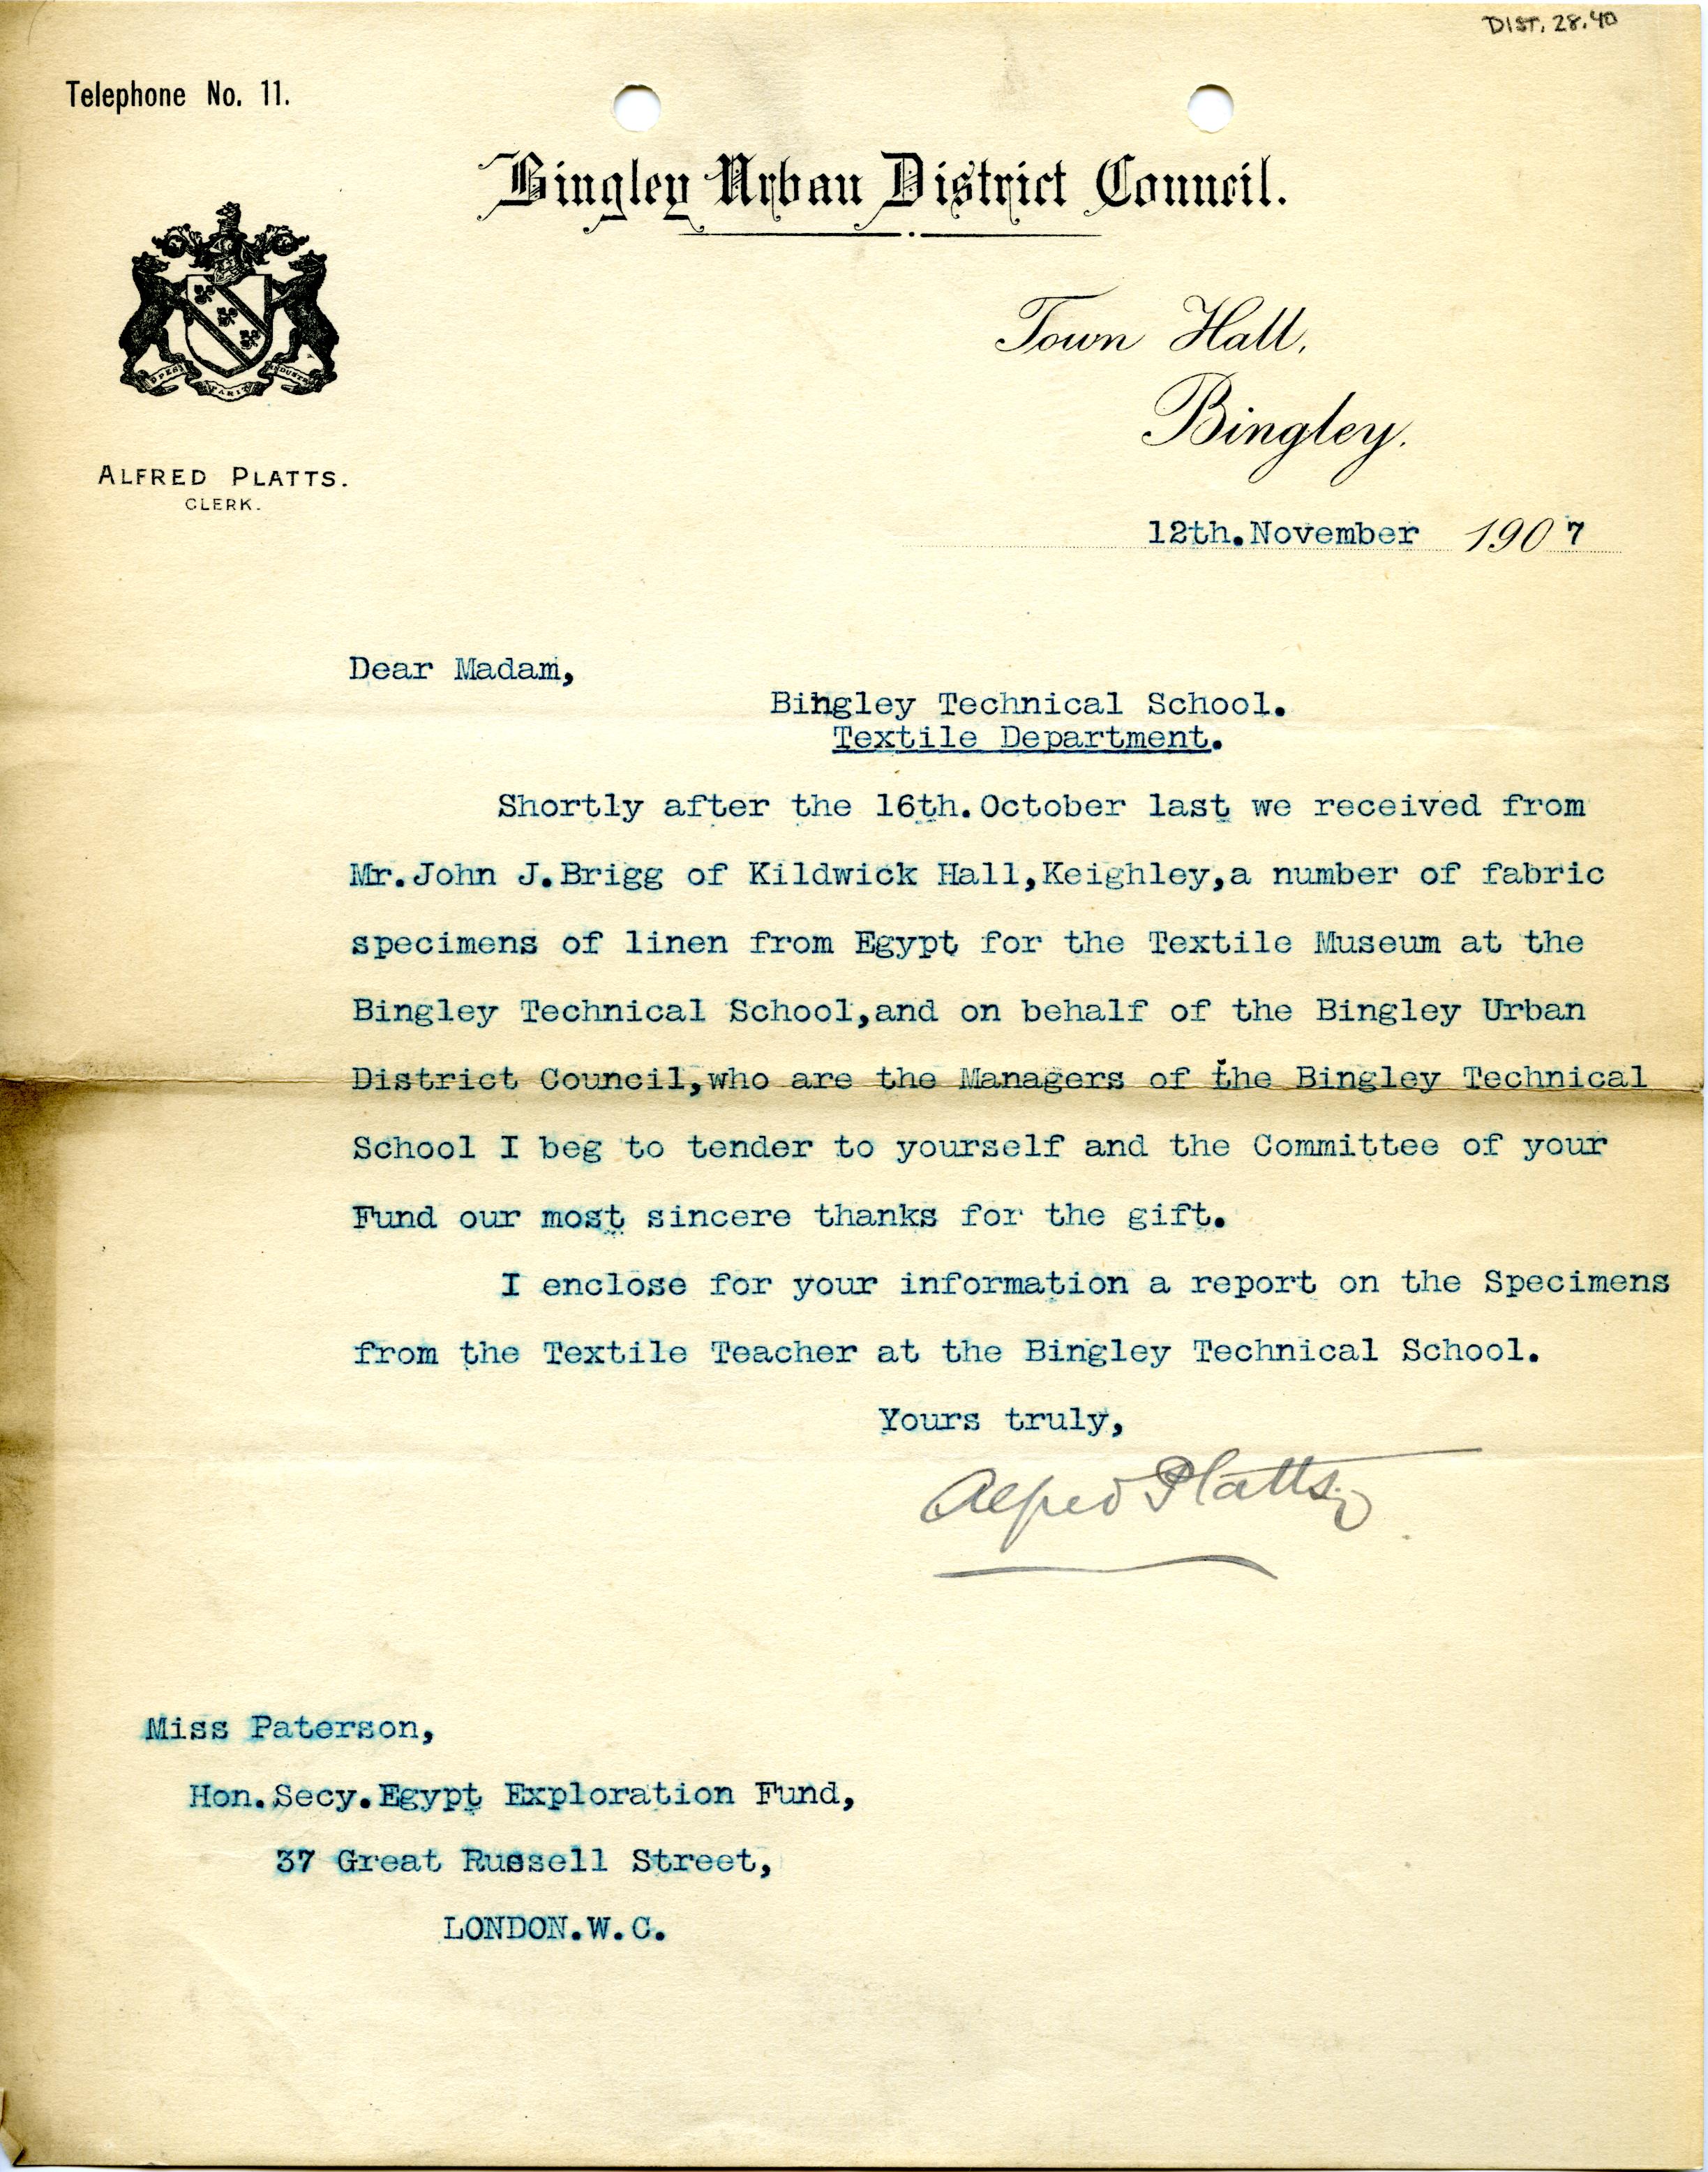 DIST. 28.40
Telephone No. 11.
Bingley Urban District Council.
Town Hall,
Bingley.
ALFRED PLATTS.
CLERK.
12th.November 1907
Dear Madam,
Bingley Technical School.
Textile Department.
Shortly after the 16th.October last we received from
Mr.John J.Brigg of Kildwick Hall,Keighley,a number of fabric
specimens of linen from Egypt for the Textile Museum at the
Bingley Technical School,and on behalf of the Bingley Urban
District Council,who are the Managers of the Bingley Technical
School I beg to tender to yourself and the Committee of your
Fund our most sincere thanks for the gift.
I enclose for your information a report on the Specimens
from the Textile Teacher at the Bingley Technical School.
Yours truly,
Alfred Platts
Miss Paterson,
Hon.Secy.Egypt Exploration Fund,
37 Great Russell Street,
LONDON.W.C.